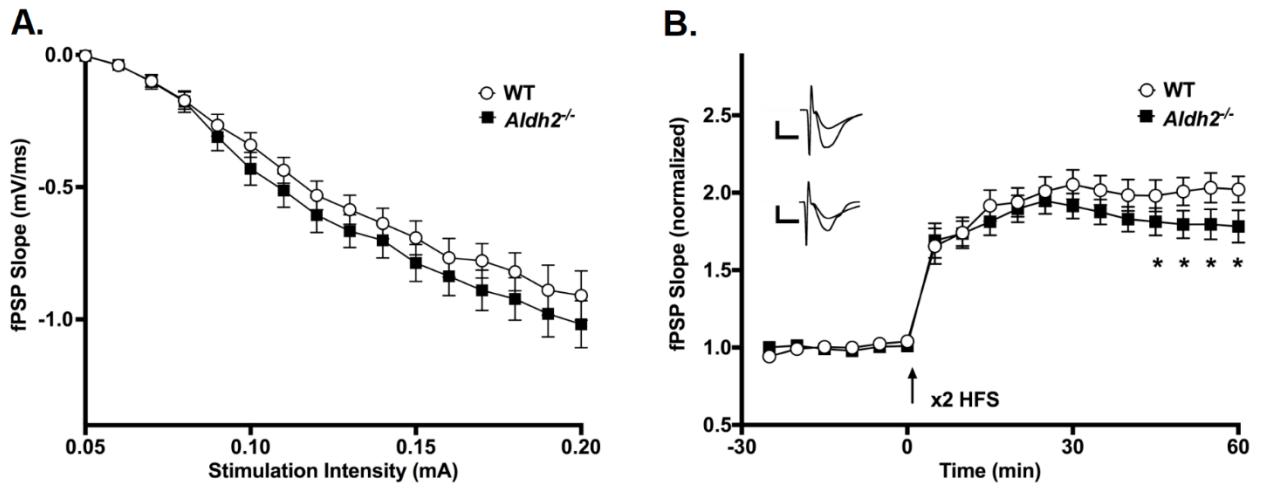 A.
0.0
-0.5
-1.0
fPSP Slope (mV/ms)
WT
Aldh2-/-
0.05
0.10
0.15
0.20
Stimulation Intensity (mA)
B.
2.5
2.0
1.5
1.0
0.5
fPSP Slope (normalized)
WT
Aldh2-/-
* * * *
x2 HFS
-30
0
30
60
Time (min)